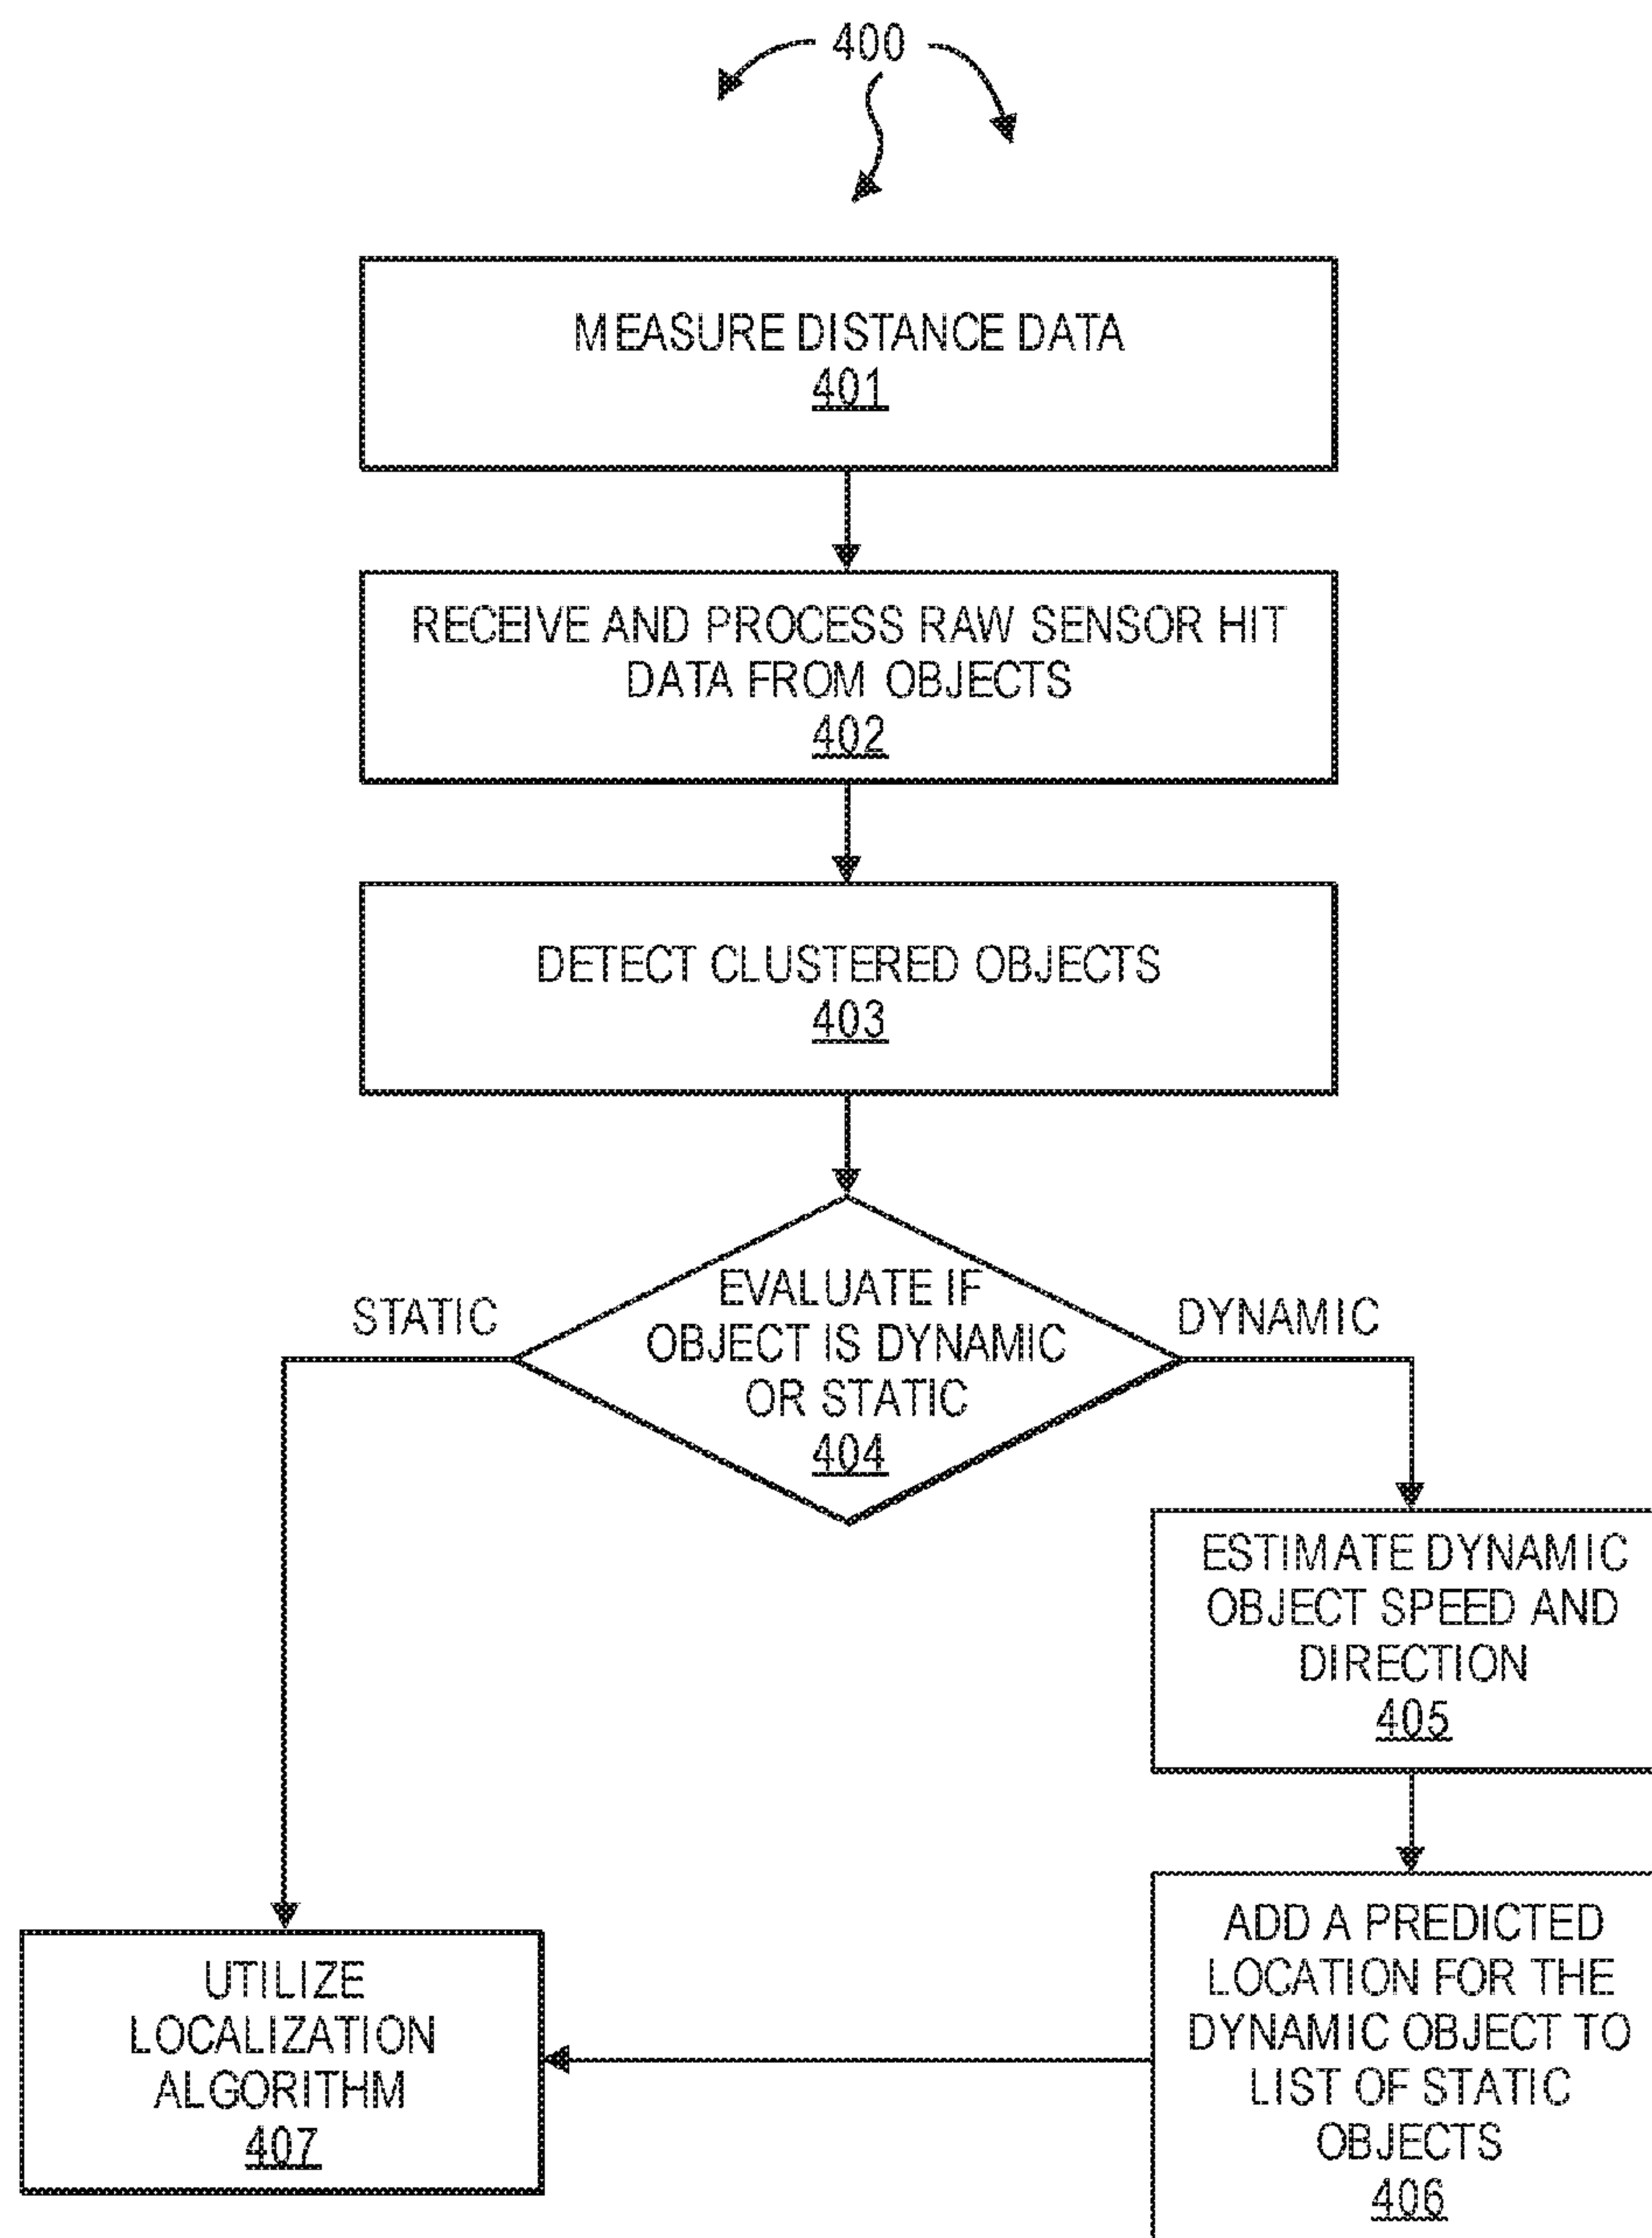 400
MEASURE DISTANCE DATA
401
RECEIVE AND PROCESS RAW SENSOR HIT
DATA FROM OBJECTS
402
DETECT CLUSTERED OBJECTS
403
EVALUATE IF
OBJECT IS DYNAMIC
OR STATIC
404
STATIC
DYNAMIC
ESTIMATE DYNAMIC
OBJECT SPEED AND
DIRECTION
405
ADD A PREDICTED
LOCATION FOR THE
DYNAMIC OBJECT TO
LIST OF STATIC
OBJECTS
406
UTILIZE
LOCALIZATION
ALGORITHM
407